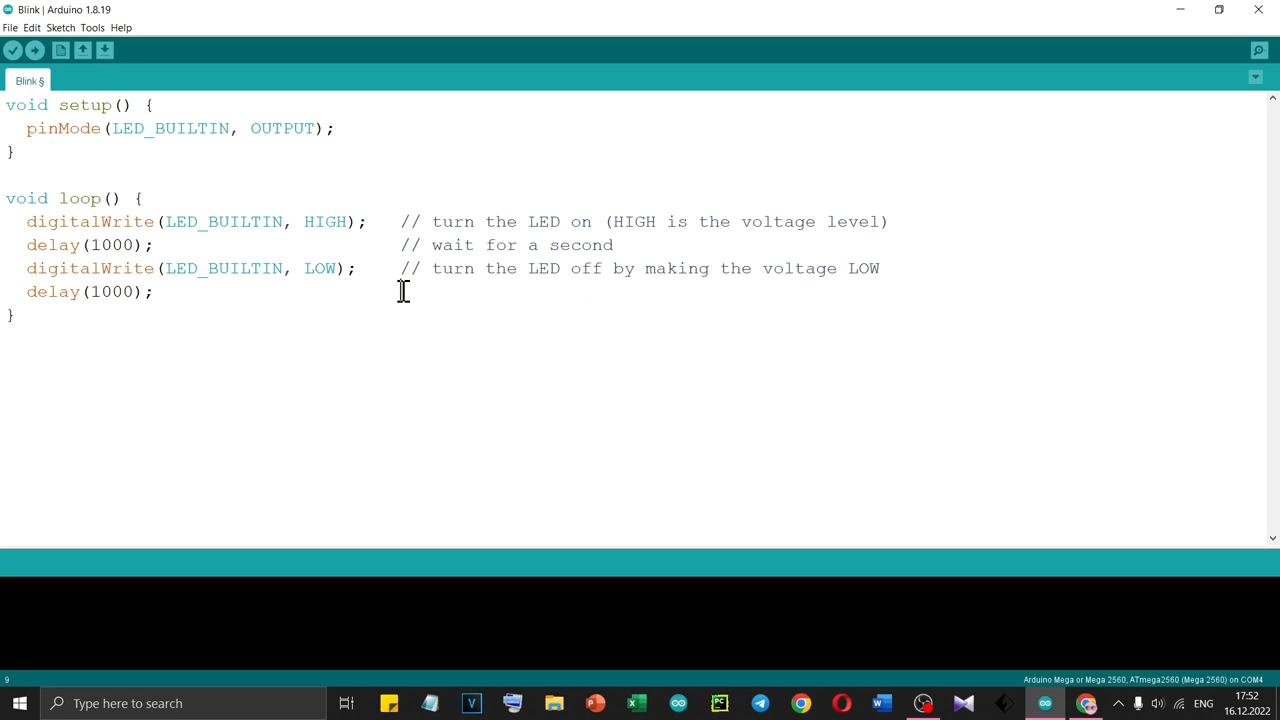 Blink | Arduino 1.8.19
File Edit Sketch Tools Help
Blink §
void setup() {
  pinMode(LED_BUILTIN, OUTPUT);
}
void loop() {
  digitalWrite(LED_BUILTIN, HIGH);   // turn the LED on (HIGH is the voltage level)
  delay(1000);                       // wait for a second
  digitalWrite(LED_BUILTIN, LOW);    // turn the LED off by making the voltage LOW
  delay(1000);
}
9
Arduino Mega or Mega 2560, ATmega2560 (Mega 2560) on COM4
Type here to search
ENG
17:52
16.12.2022